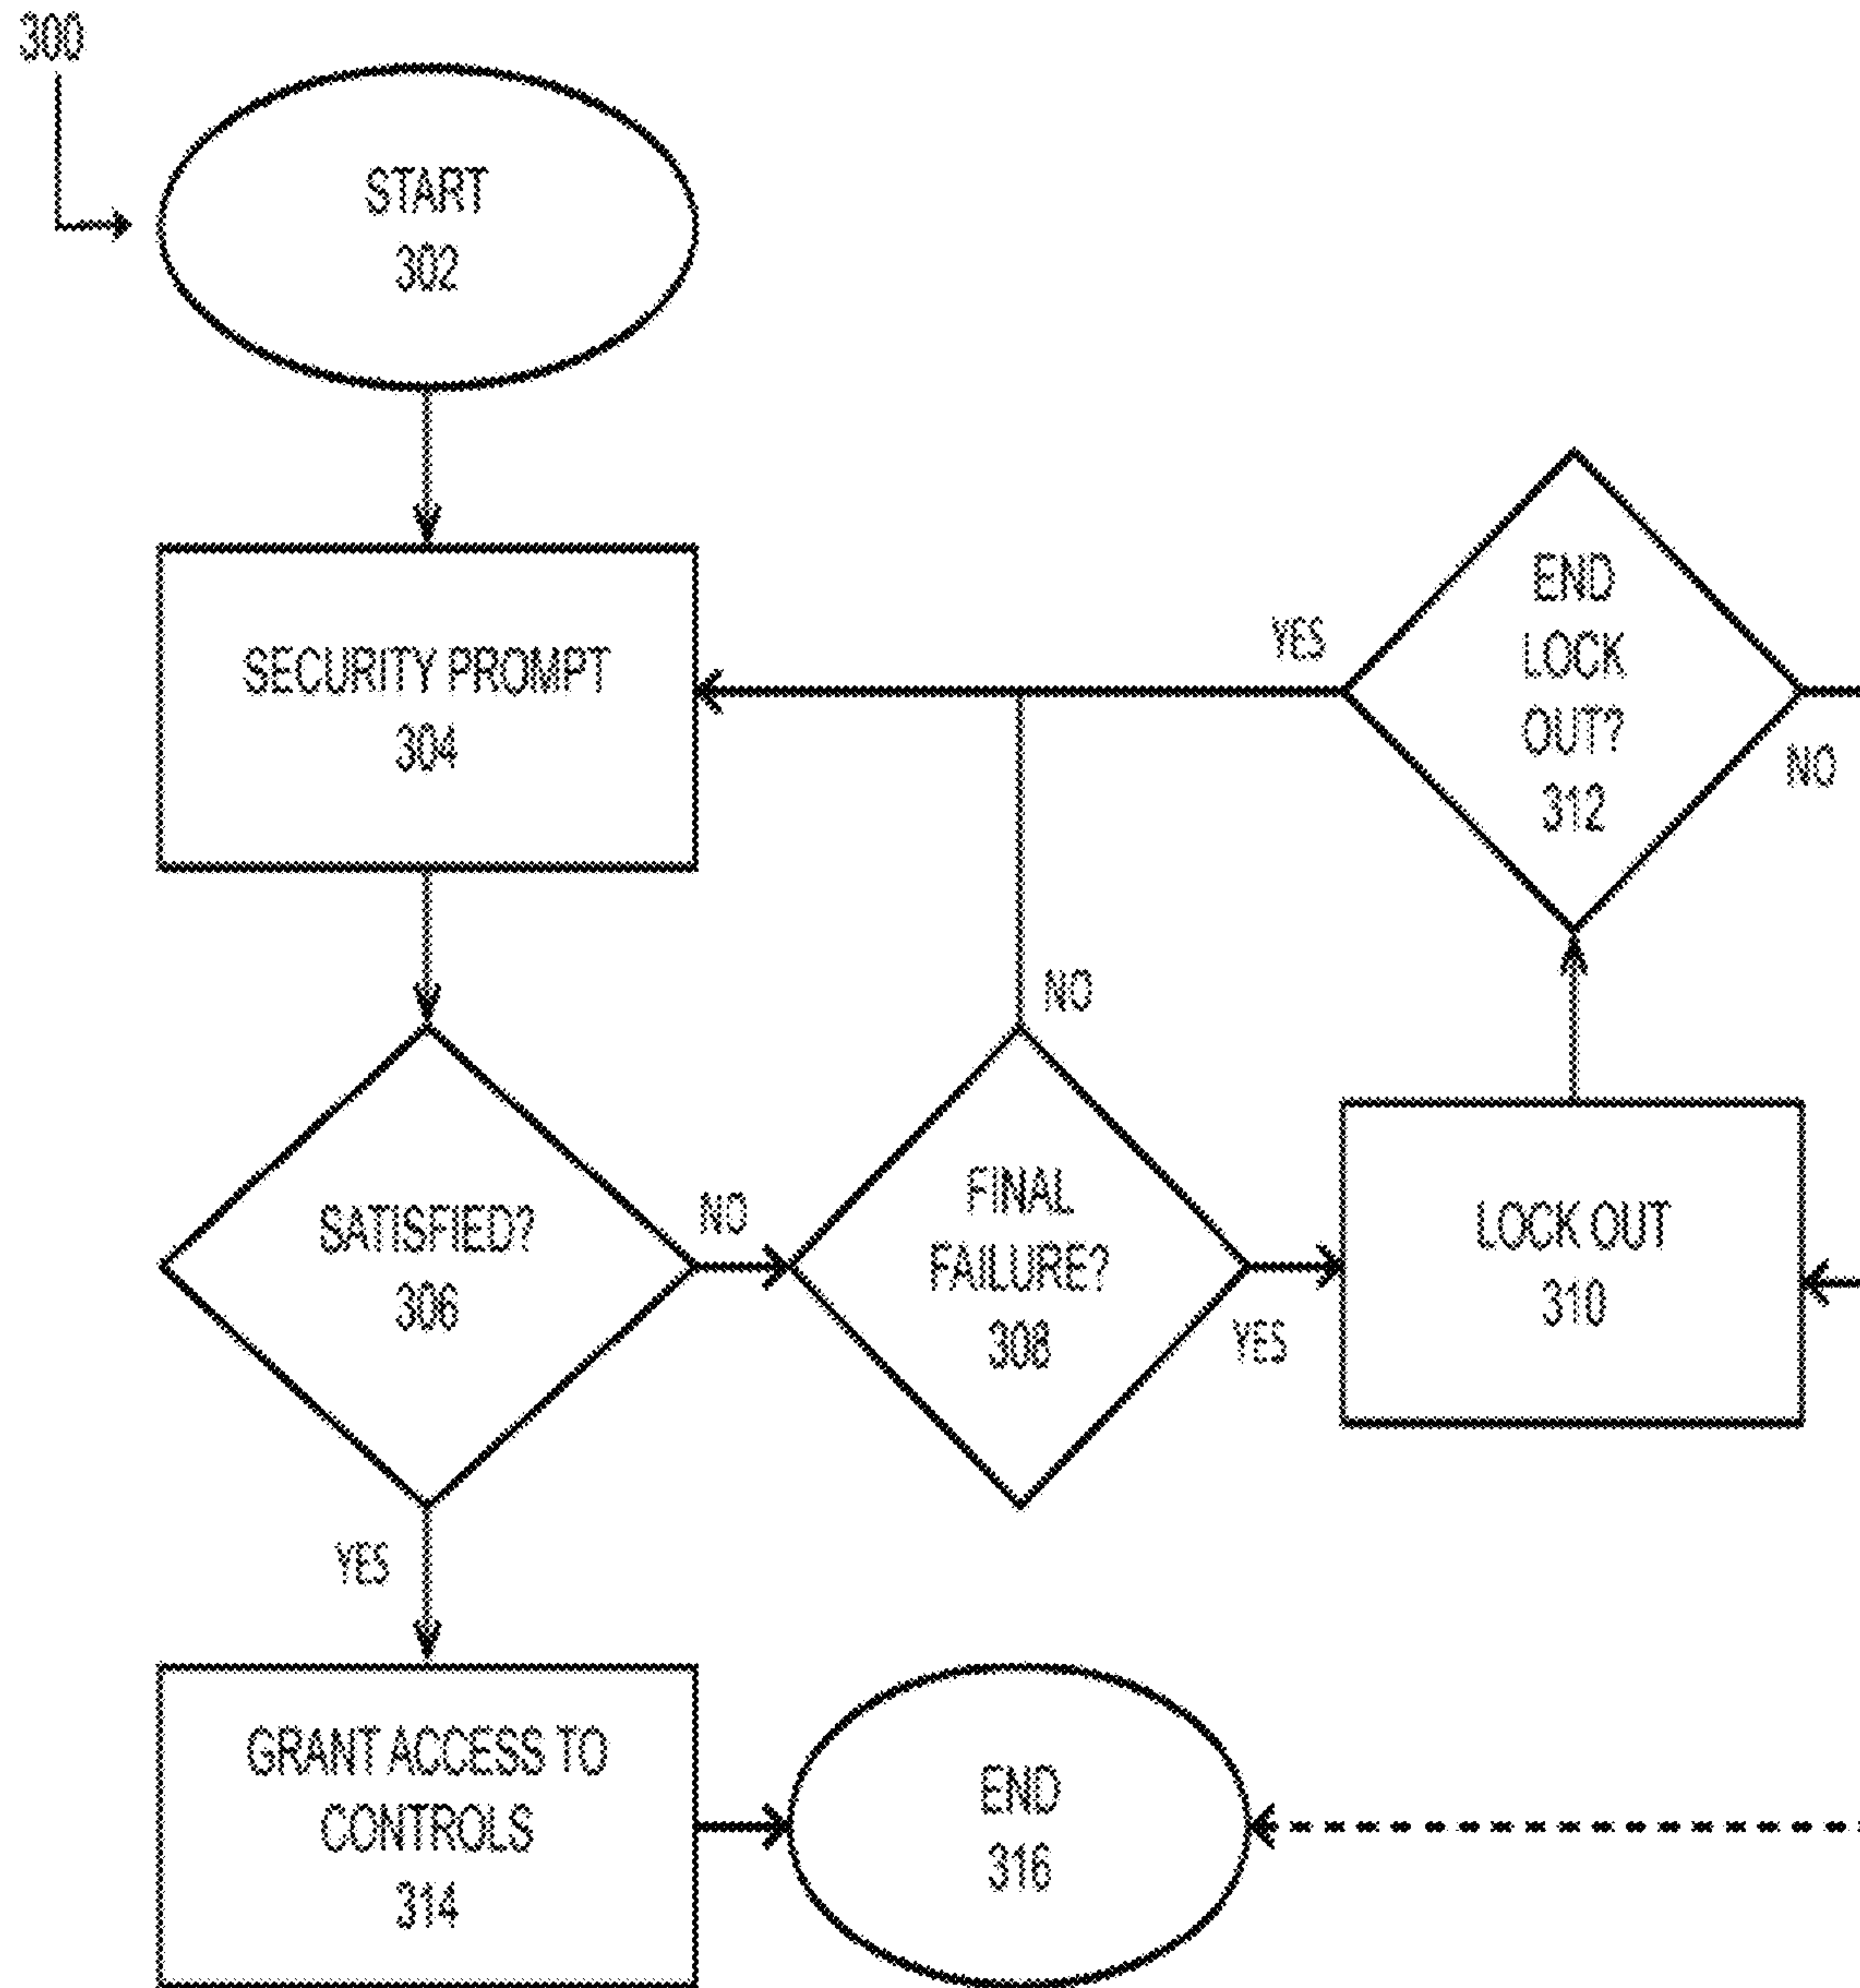 300
START
302
SECURITY PROMPT
304
YES
END
LOCK
OUT?
312
NO
NO
SATISFIED?
306
NO
FINAL
FAILURE?
308
YES
LOCK OUT
310
YES
GRANT ACCESS TO
CONTROLS
314
END
316